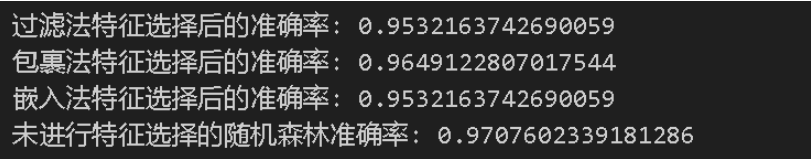 过滤法特征选择后的准确率: 0.9532163742690059
包裹法特征选择后的准确率: 0.9649122807017544
嵌入法特征选择后的准确率: 0.9532163742690059
未进行特征选择的随机森林准确率: 0.9707602339181286